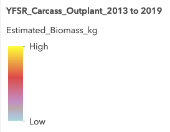 YFSR_Carcass_Outplant_2013 to 2019
Estimated_Biomass_kg
High
Low